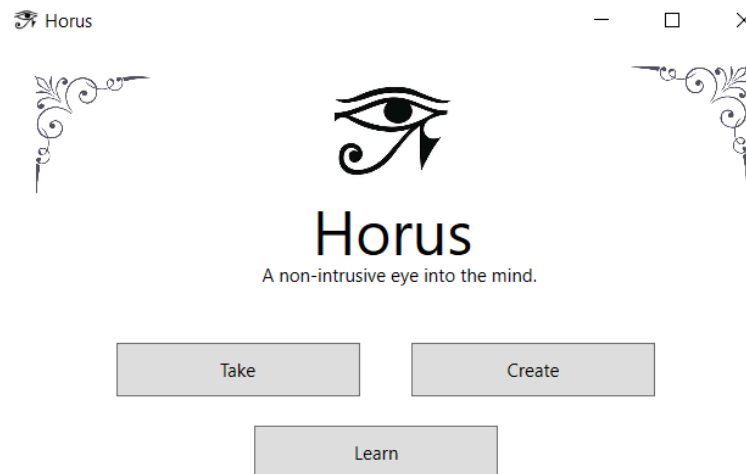 Horus
Horus
A non-intrusive eye into the mind.
Take
Create
Learn